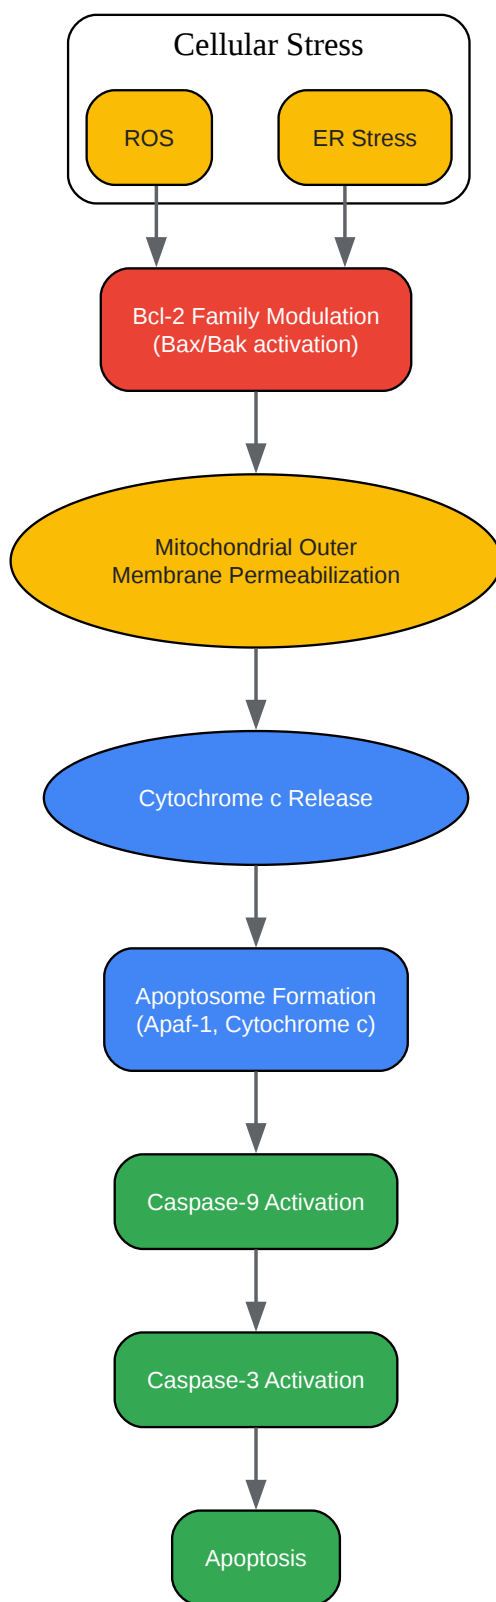 Cellular Stress
ROS
ER Stress
Bcl-2 Family Modulation
(Bax/Bak activation)
Mitochondrial Outer
Membrane Permeabilization
Cytochrome c Release
Apoptosome Formation
(Apaf-1, Cytochrome c)
Caspase-9 Activation
Caspase-3 Activation
Apoptosis